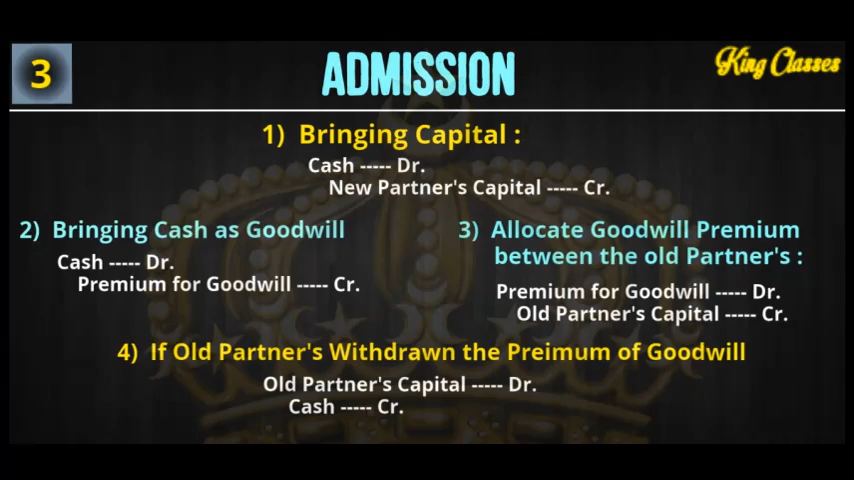 3
ADMISSION
King Classes
1) Bringing Capital :
Cash ----- Dr.
New Partner's Capital ----- Cr.
2) Bringing Cash as Goodwill
Cash ----- Dr.
Premium for Goodwill ----- Cr.
3) Allocate Goodwill Premium
between the old Partner's :
Premium for Goodwill ----- Dr.
Old Partner's Capital ----- Cr.
4) If Old Partner's Withdrawn the Preimum of Goodwill
Old Partner's Capital ----- Dr.
Cash ----- Cr.